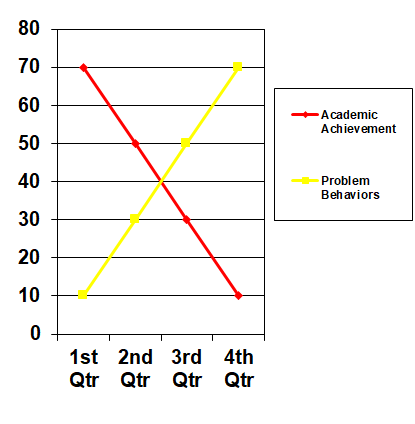 80
70
60
50
40
30
20
10
0
1st 2nd 3rd 4th
Qtr Qtr Qtr Qtr
Academic
Achievement
Problem
Behaviors